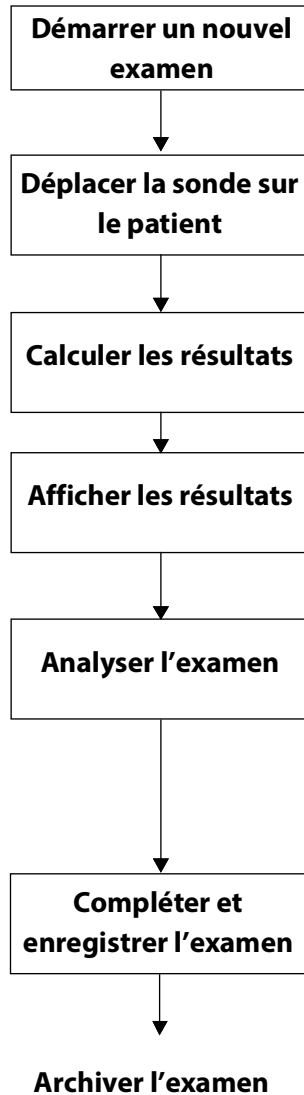 Démarrer un nouvel
examen
Déplacer la sonde sur
le patient
Calculer les résultats
Afficher les résultats
Analyser l’examen
Compléter et
enregistrer l’examen
Archiver l’examen